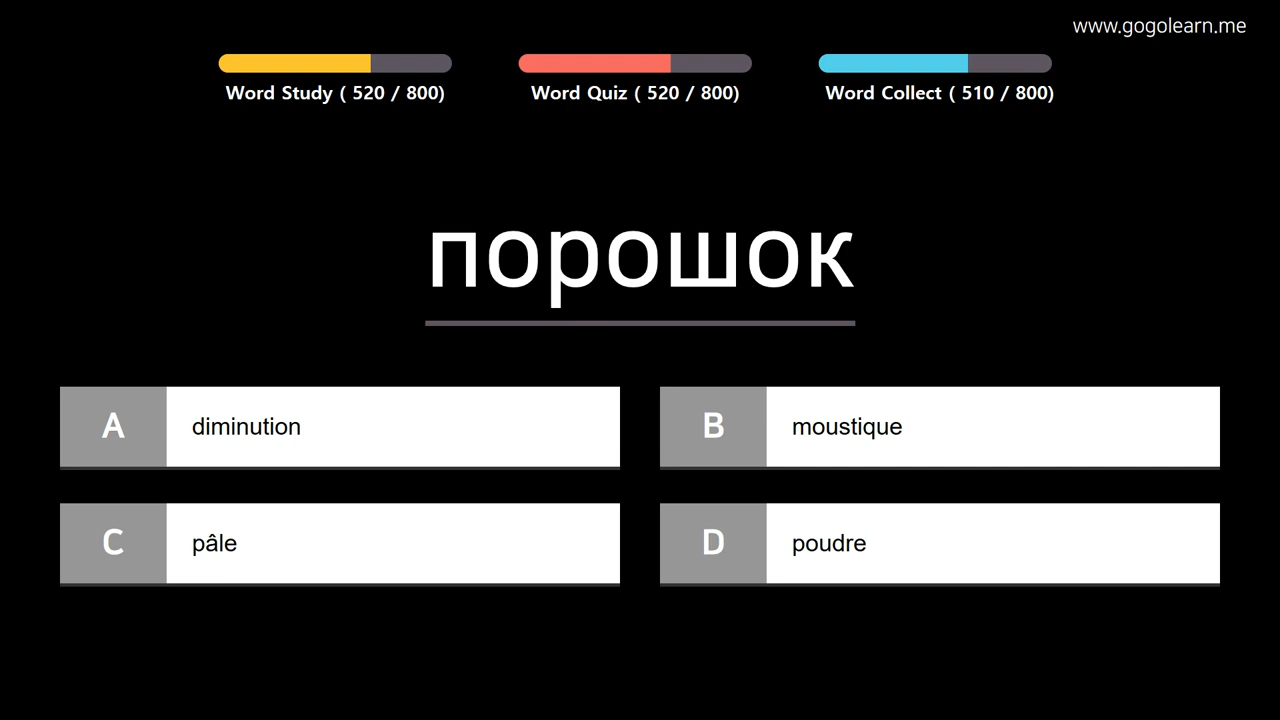 www.gogolearn.me
Word Study ( 520 / 800)
Word Quiz ( 520 / 800)
Word Collect ( 510 / 800)
порошок
A diminution
B moustique
C pâle
D poudre